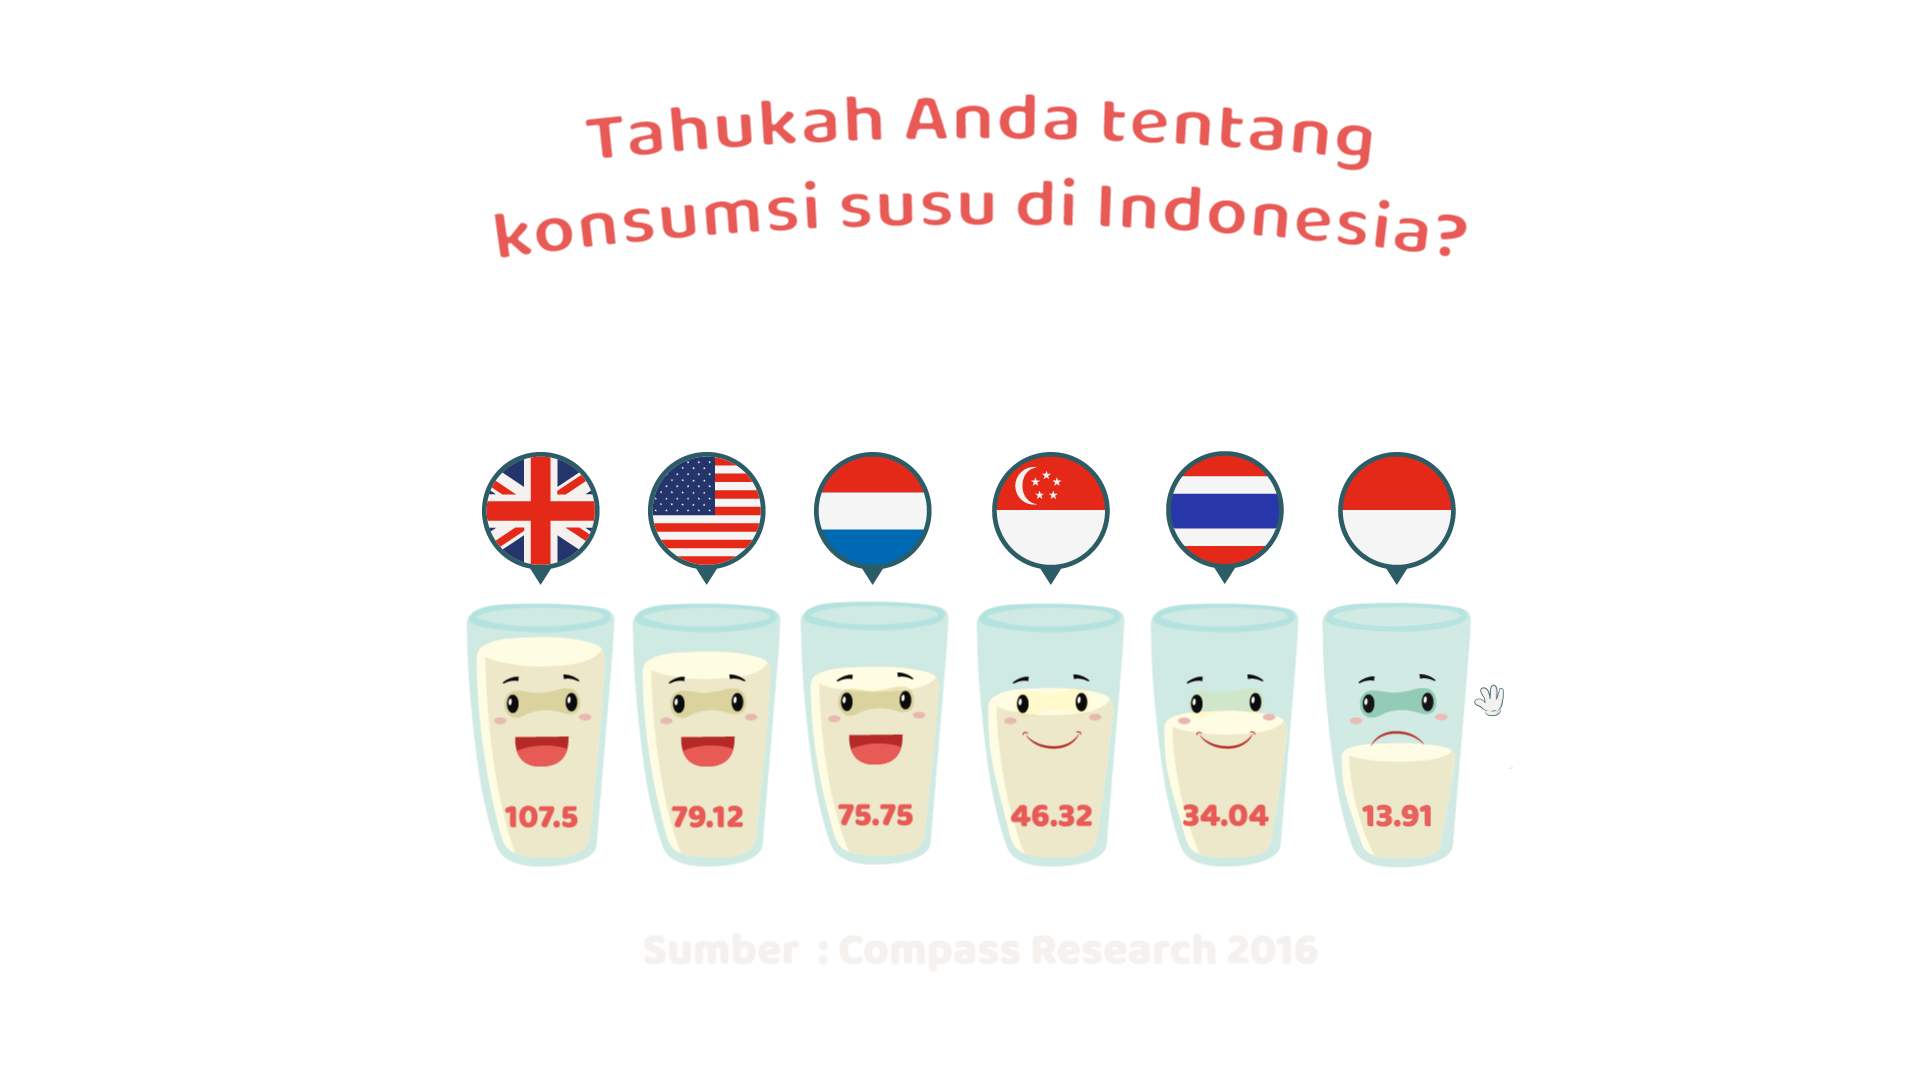 Tahukah Anda tentang
konsumsi susu di Indonesia?
107.5 79.12 75.75 46.32 34.04 13.91
Sumber : Compass Research 2016